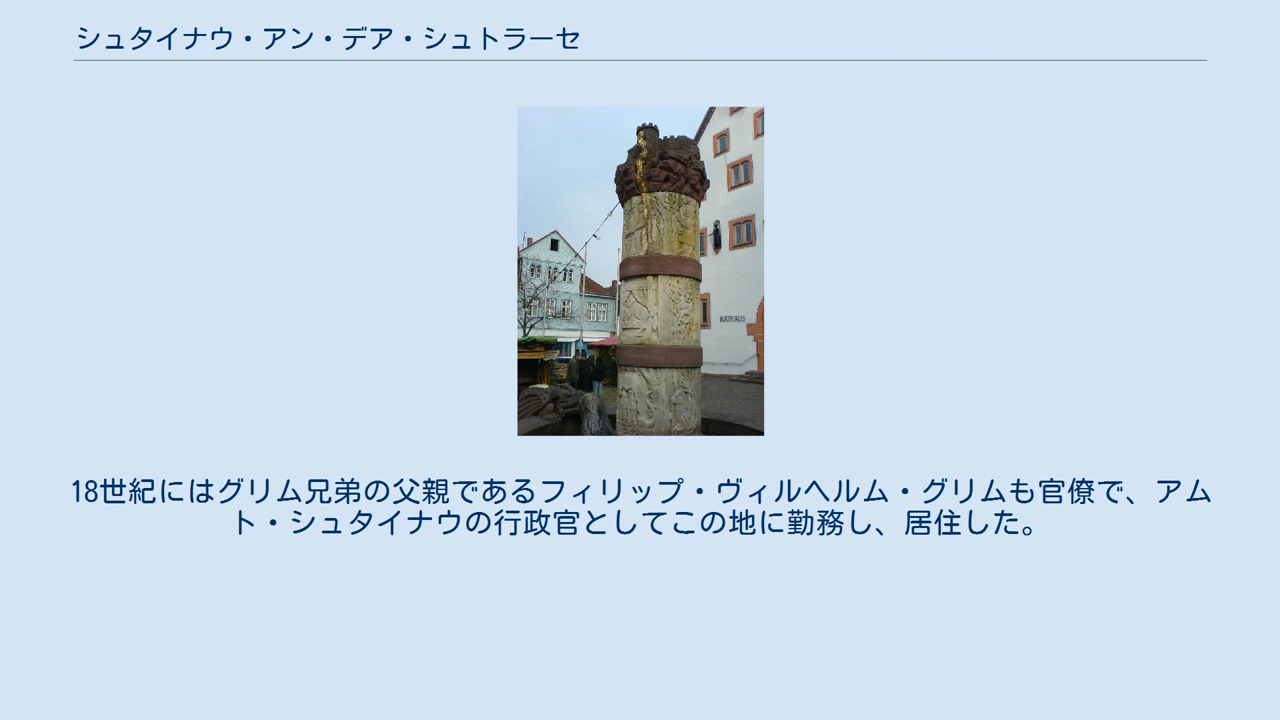 シュタイナウ・アン・デア・シュトラーセ
RATHAUS
18世紀にはグリム兄弟の父親であるフィリップ・ヴィルヘルム・グリムも官僚で、アム
ト・シュタイナウの行政官としてこの地に勤務し、居住した。